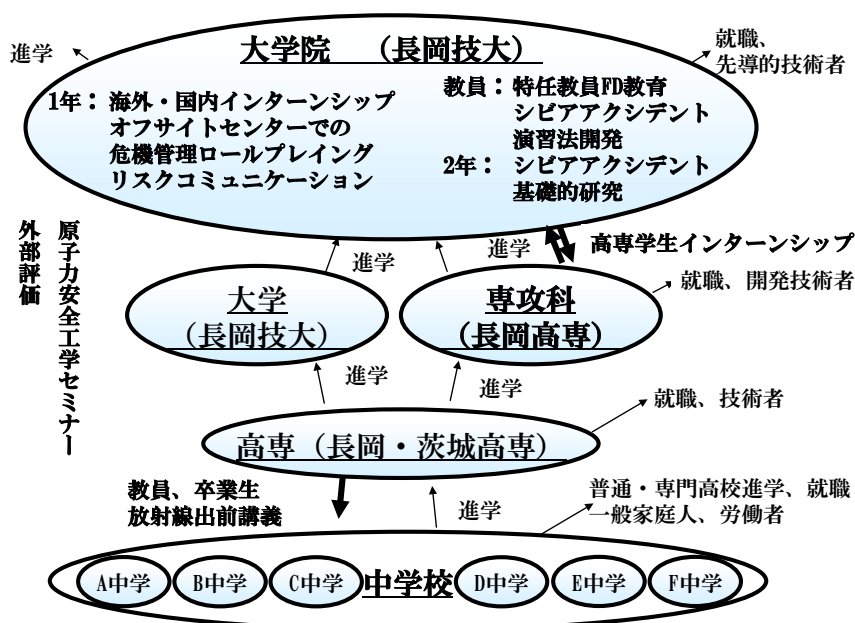 大学院 （長岡技大）
進学
就職、
先導的技術者
1年：海外・国内インターンシップ
オフサイトセンターでの
危機管理ロールプレイング
リスクコミュニケーション
教員：特任教員FD教育
シビアアクシデント
演習法開発
2年：シビアアクシデント
基礎的研究
原子力安全工学セミナー
外部評価
進学
進学
高専学生インターンシップ
大学
（長岡技大）
専攻科
（長岡高専）
就職、開発技術者
進学
進学
就職、技術者
高専（長岡・茨城高専）
教員、卒業生
放射線出前講義
進学
普通・専門高校進学、就職
一般家庭人、労働者
A中学 B中学 C中学 中学校 D中学 E中学 F中学